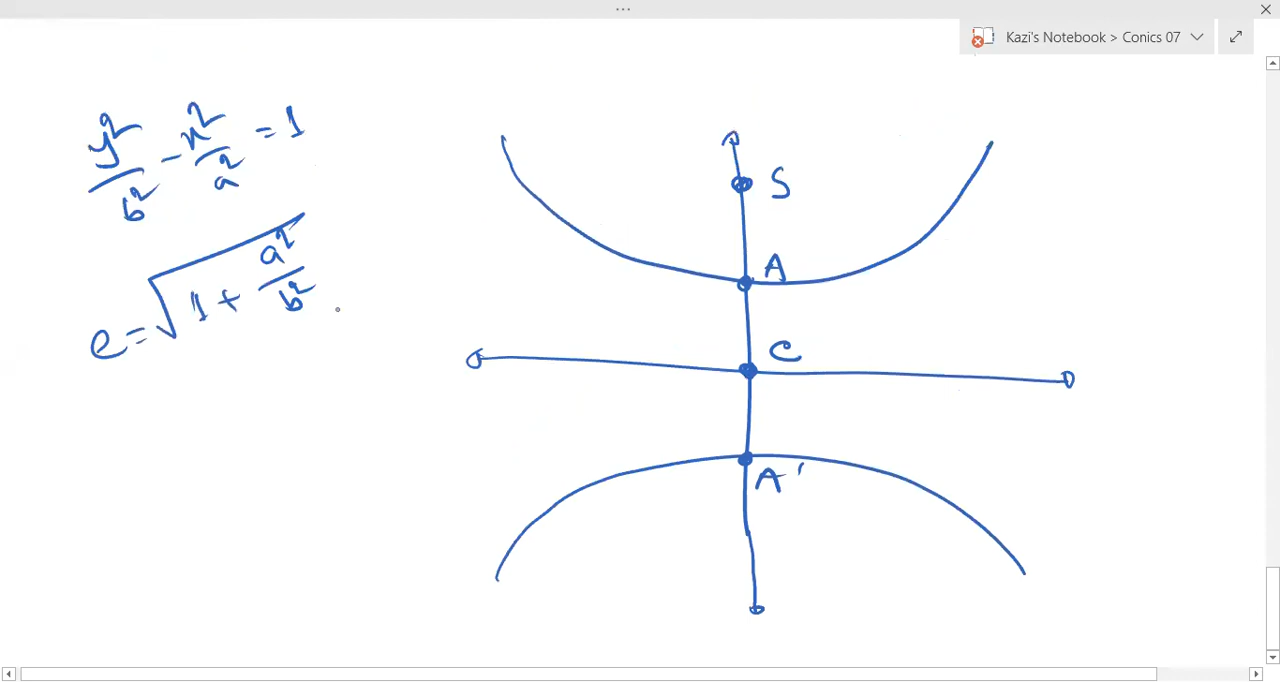 Kazi's Notebook > Conics 07
y²/b² - x²/a² = 1
e = √(1 + a²/b²)
S
A
C
A'